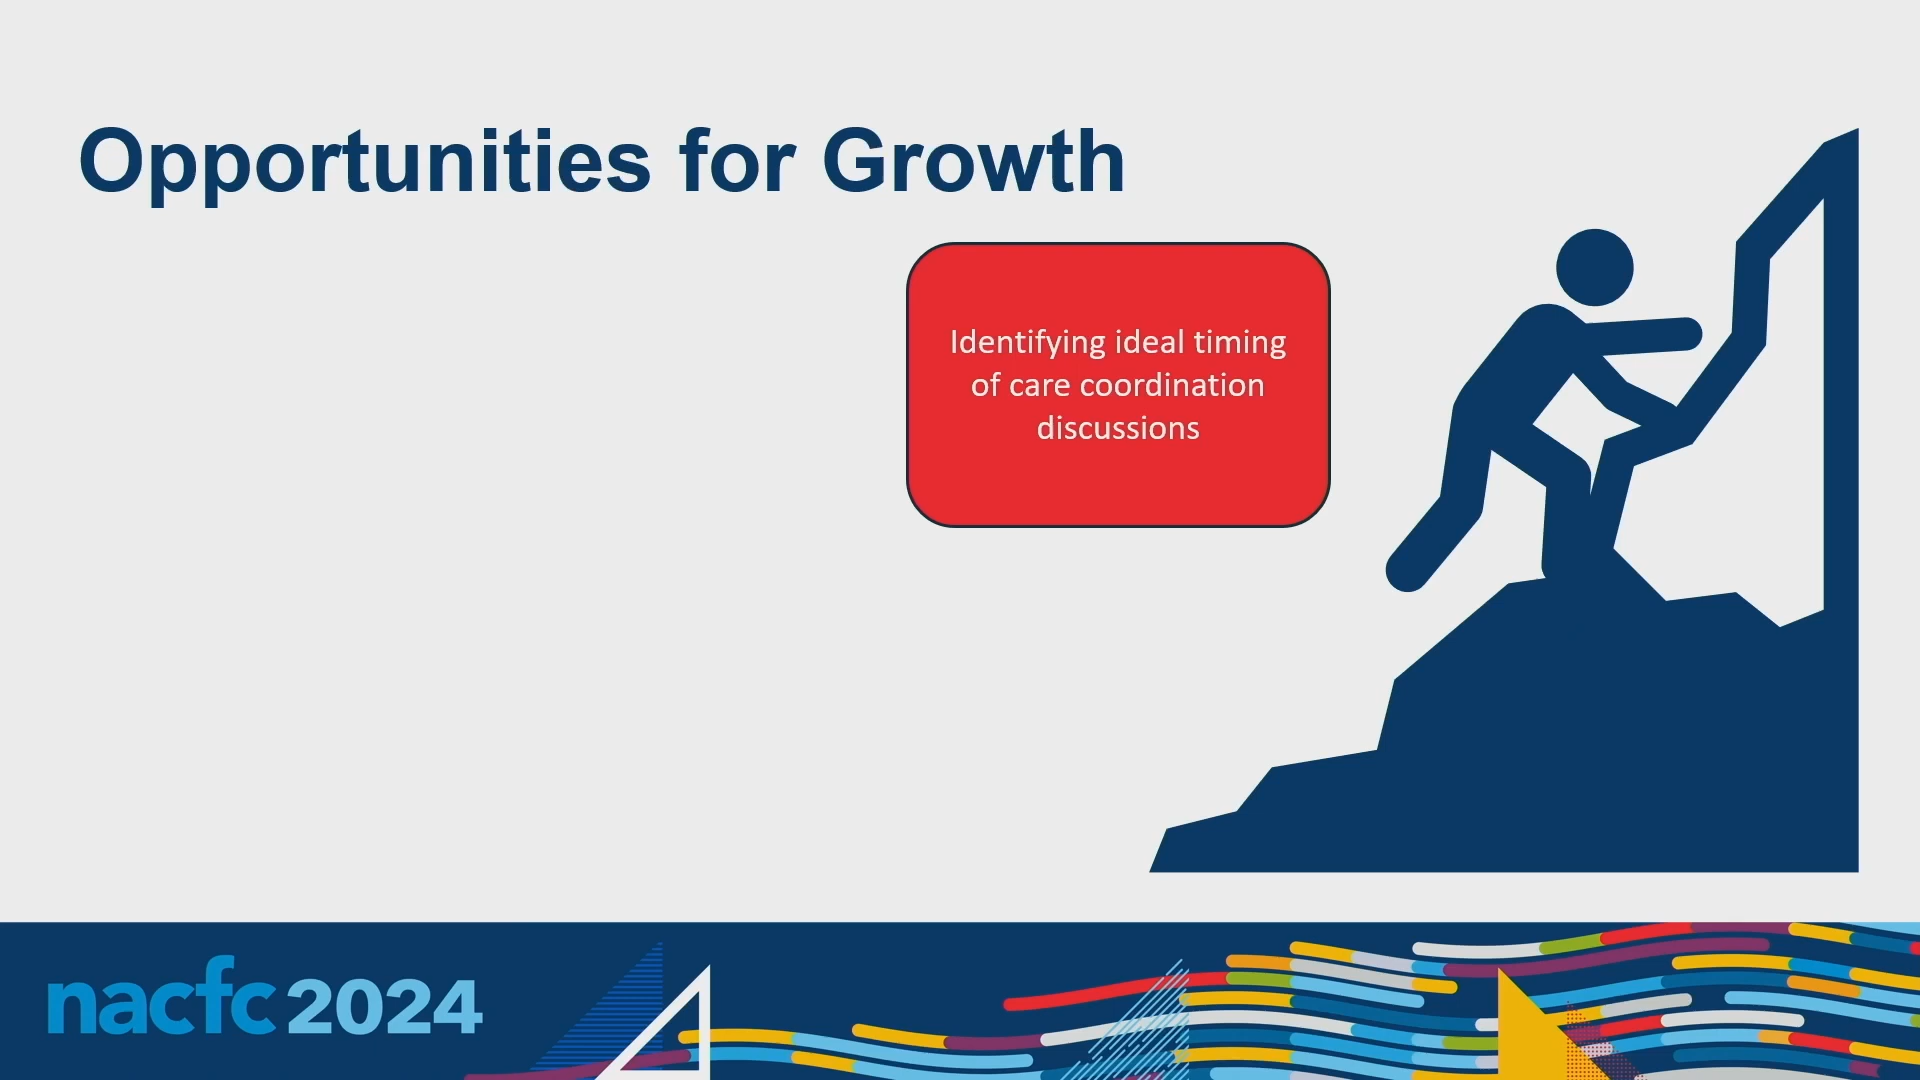 Opportunities for Growth
Identifying ideal timing
of care coordination
discussions
nacfc 2024